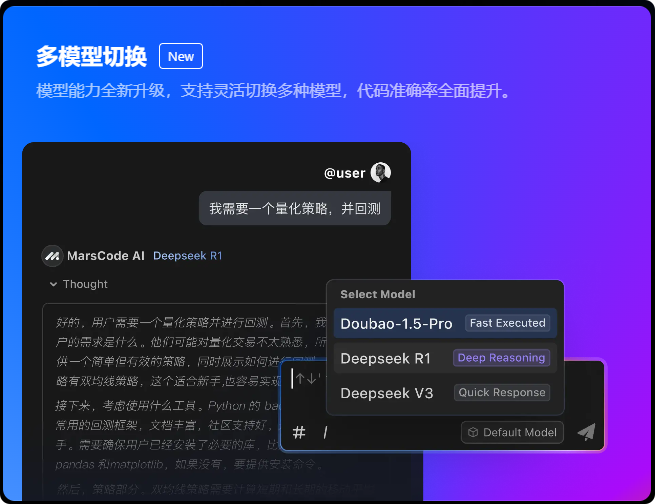 多模型切换 New
模型能力全新升级，支持灵活切换多种模型，代码准确率全面提升。
@user
我需要一个量化策略，并回测
MarsCode AI Deepseek R1
Thought
好的，用户需要一个量化策略并进行回测。首先，我
户的需求是什么。他们可能对量化交易不太熟悉，所
供一个简单但有效的策略，同时展示如何进行回测
略有双均线策略，这个适合新手,也容易实现
接下来，考虑使用什么工具。Python 的 bac
常用的回测框架，文档丰富，社区支持好，
手。需要确保用户已经安装了必要的库，比
pandas 和matplotlib，如果没有，要提供安装命令。
然后，策略部分。双均线策略需要计算
Select Model
Doubao-1.5-Pro Fast Executed
Deepseek R1 Deep Reasoning
Deepseek V3 Quick Response
↑↓'
# /
Default Model